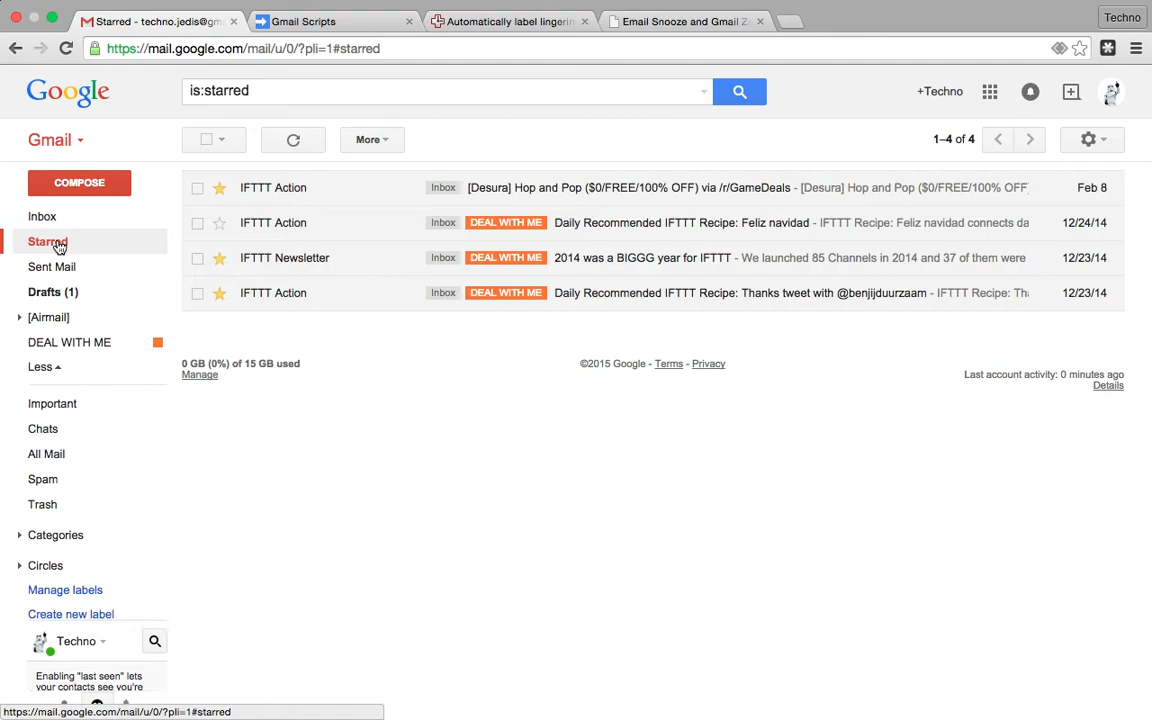 Starred - techno.jedis@gm
Gmail Scripts
Automatically label lingerin
Email Snooze and Gmail Z
Techno
https://mail.google.com/mail/u/0/?pli=1#starred
Google
is:starred
+Techno
Gmail
More
1–4 of 4
COMPOSE
Inbox
Starred
Sent Mail
Drafts (1)
[Airmail]
DEAL WITH ME
Less
Important
Chats
All Mail
Spam
Trash
Categories
Circles
Manage labels
Create new label
Techno
Enabling "last seen" lets
your contacts see you're
IFTTT Action Inbox [Desura] Hop and Pop ($0/FREE/100% OFF) via /r/GameDeals - [Desura] Hop and Pop ($0/FREE/100% OFF) Feb 8
IFTTT Action Inbox DEAL WITH ME Daily Recommended IFTTT Recipe: Feliz navidad - IFTTT Recipe: Feliz navidad connects da 12/24/14
IFTTT Newsletter Inbox DEAL WITH ME 2014 was a BIGGG year for IFTTT - We launched 85 Channels in 2014 and 37 of them were 12/23/14
IFTTT Action Inbox DEAL WITH ME Daily Recommended IFTTT Recipe: Thanks tweet with @benjijduurzaam - IFTTT Recipe: Tha 12/23/14
0 GB (0%) of 15 GB used
Manage
©2015 Google - Terms - Privacy
Last account activity: 0 minutes ago
Details
https://mail.google.com/mail/u/0/?pli=1#starred